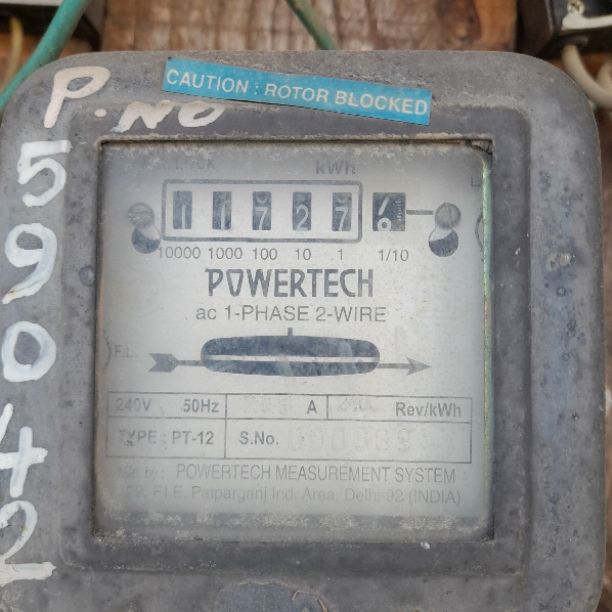 CAUTION : ROTOR BLOCKED
P.NO
59042
kWh
1 1 7 2 7
10000 1000 100 10 1 1/10
POWERTECH
ac 1-PHASE 2-WIRE
F.L.
240V 50Hz A Rev/kWh
TYPE : PT-12 S.No.
Mfd. by : POWERTECH MEASUREMENT SYSTEM
F.I.E. Patparganj Ind. Area, Delhi-92 (INDIA)